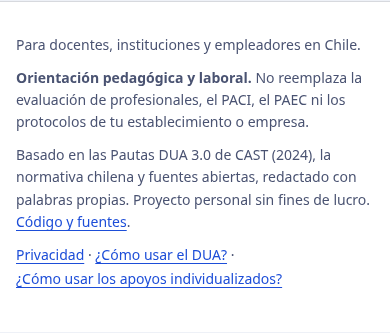 Para docentes, instituciones y empleadores en Chile.
Orientación pedagógica y laboral. No reemplaza la
evaluación de profesionales, el PACI, el PAEC ni los
protocolos de tu establecimiento o empresa.
Basado en las Pautas DUA 3.0 de CAST (2024), la
normativa chilena y fuentes abiertas, redactado con
palabras propias. Proyecto personal sin fines de lucro.
Código y fuentes.
Privacidad · ¿Cómo usar el DUA? ·
¿Cómo usar los apoyos individualizados?